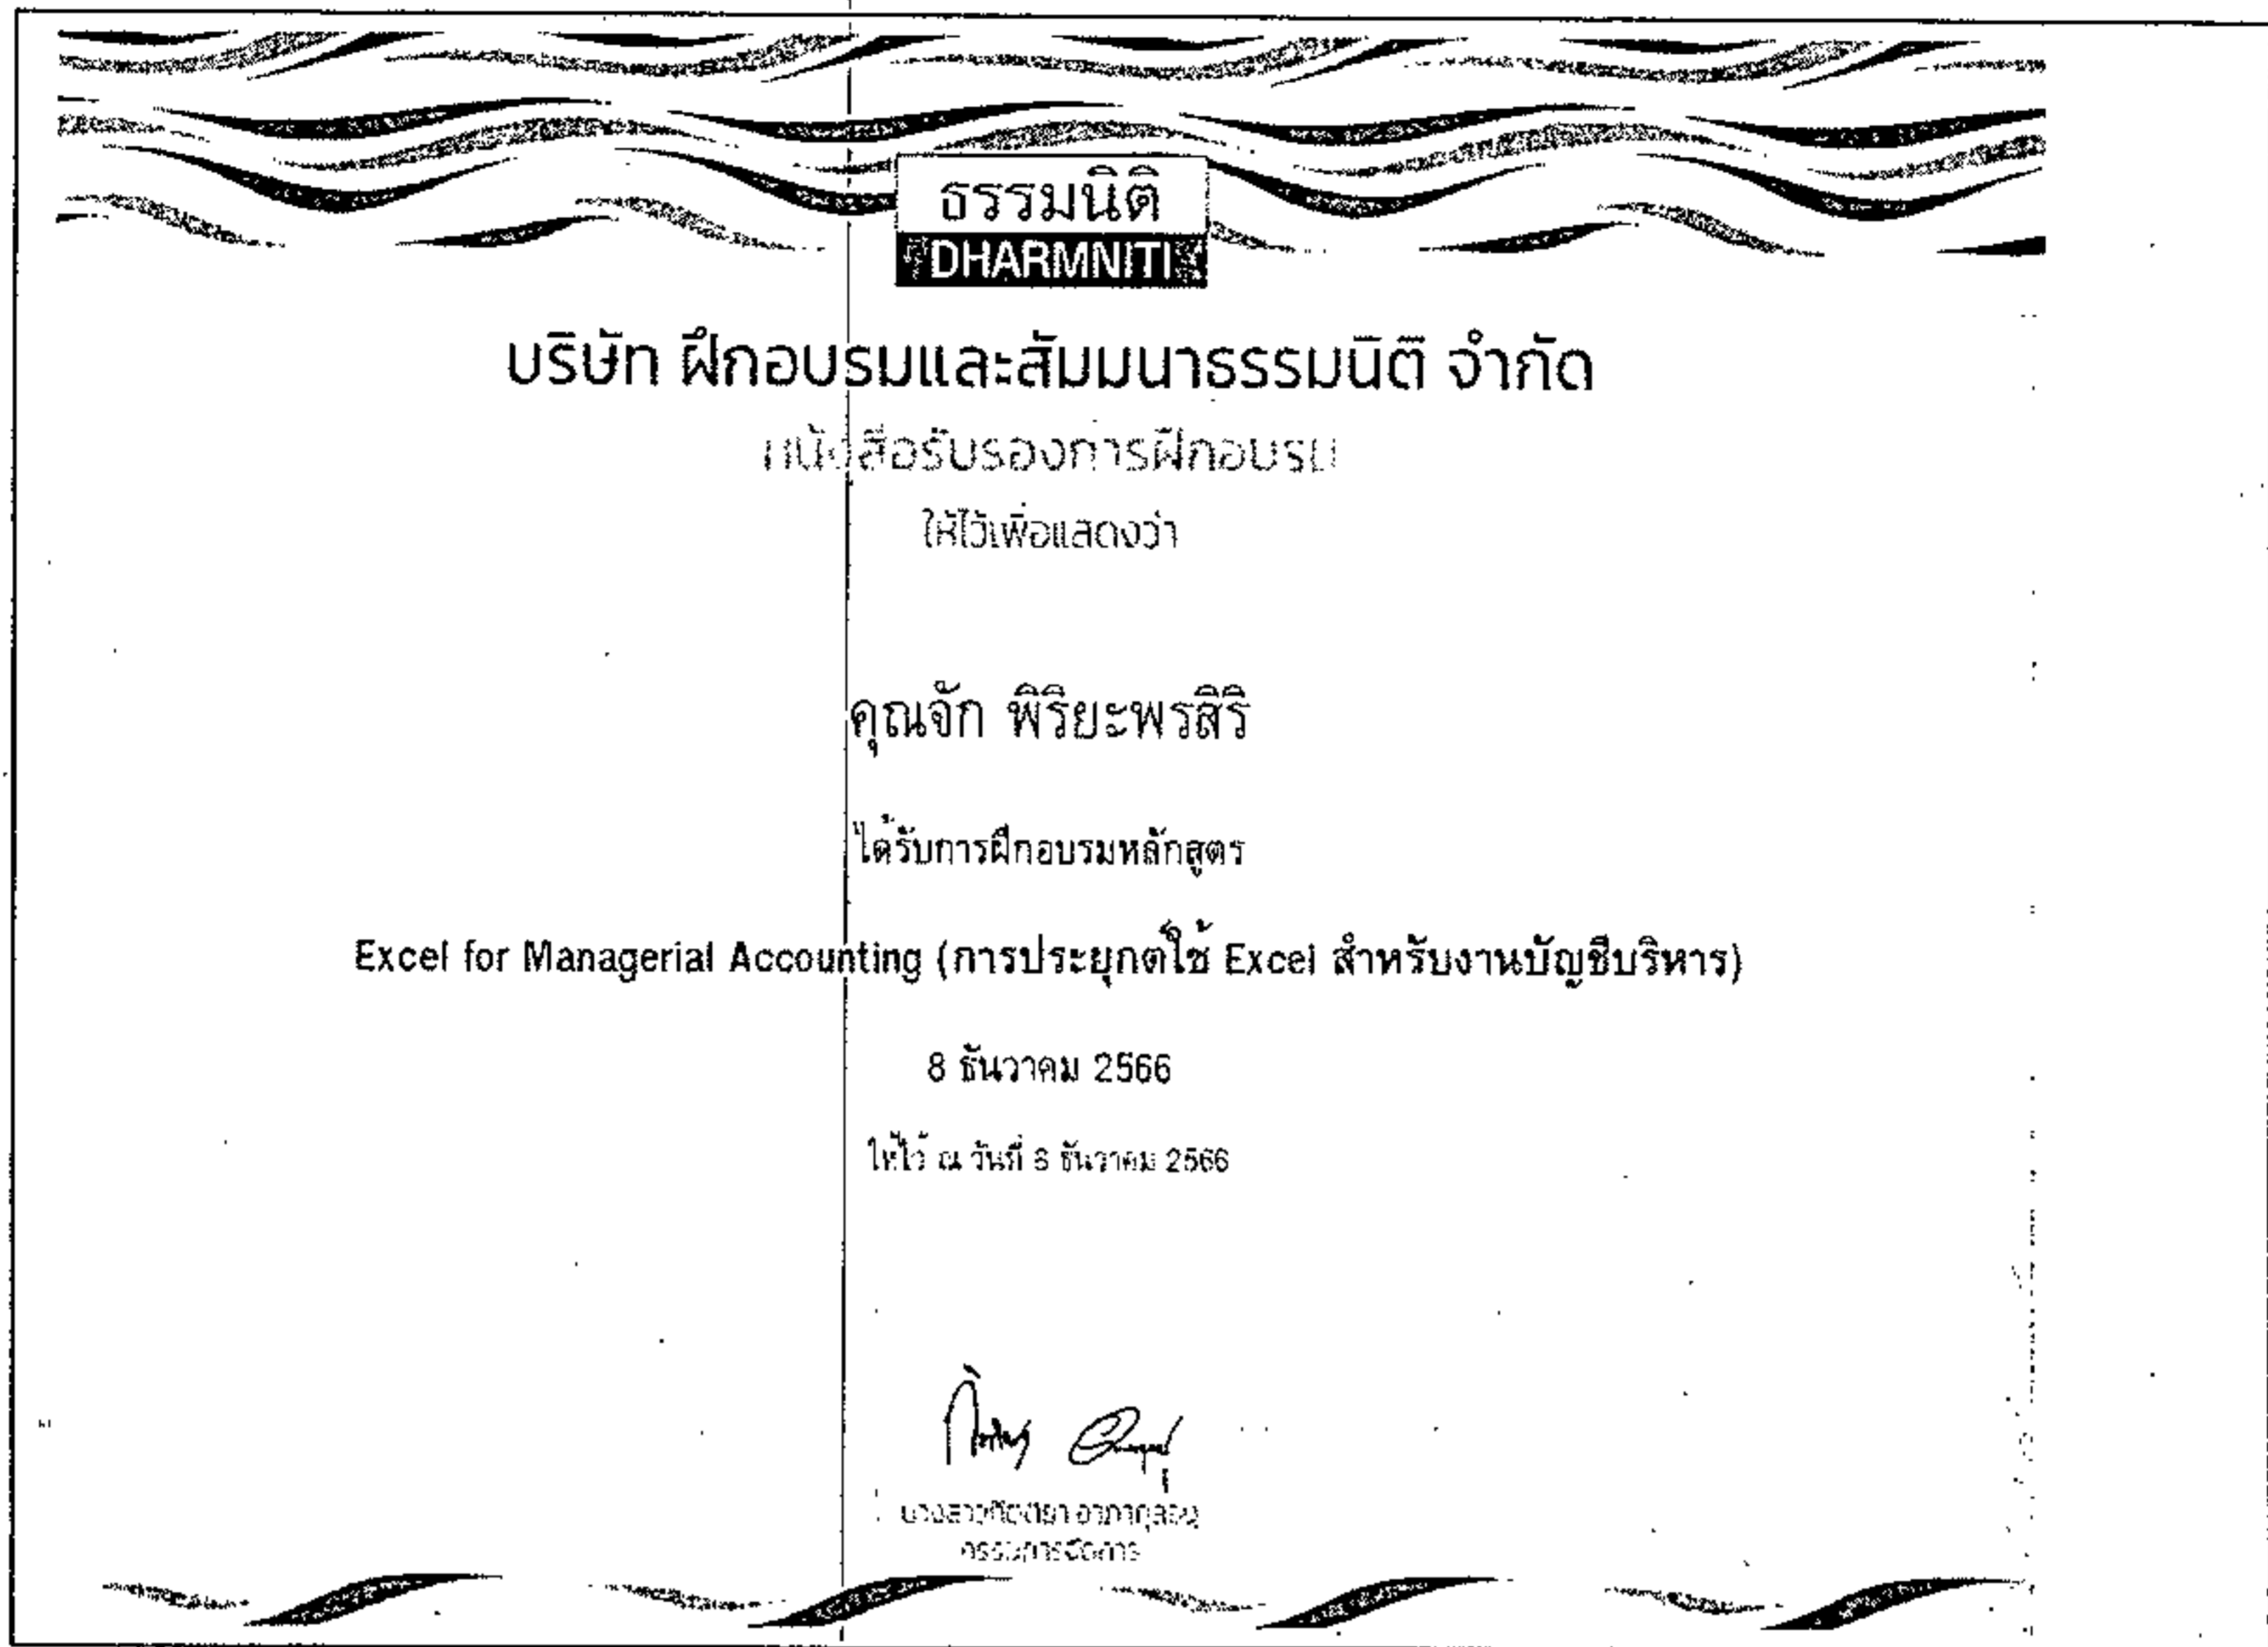 ธรรมนิติ
DHARMNITI
บริษัท ฝึกอบรมและสัมมนาธรรมนิติ จำกัด
หนังสือรับรองการฝึกอบรม
ให้ไว้เพื่อแสดงว่า
คุณจัก พิริยะพรสิริ
ได้รับการฝึกอบรมหลักสูตร
Excel for Managerial Accounting (การประยุกต์ใช้ Excel สำหรับงานบัญชีบริหาร)
8 ธันวาคม 2566
ให้ไว้ ณ วันที่ 8 ธันวาคม 2566
นางสาว
กรรมการจัดการ